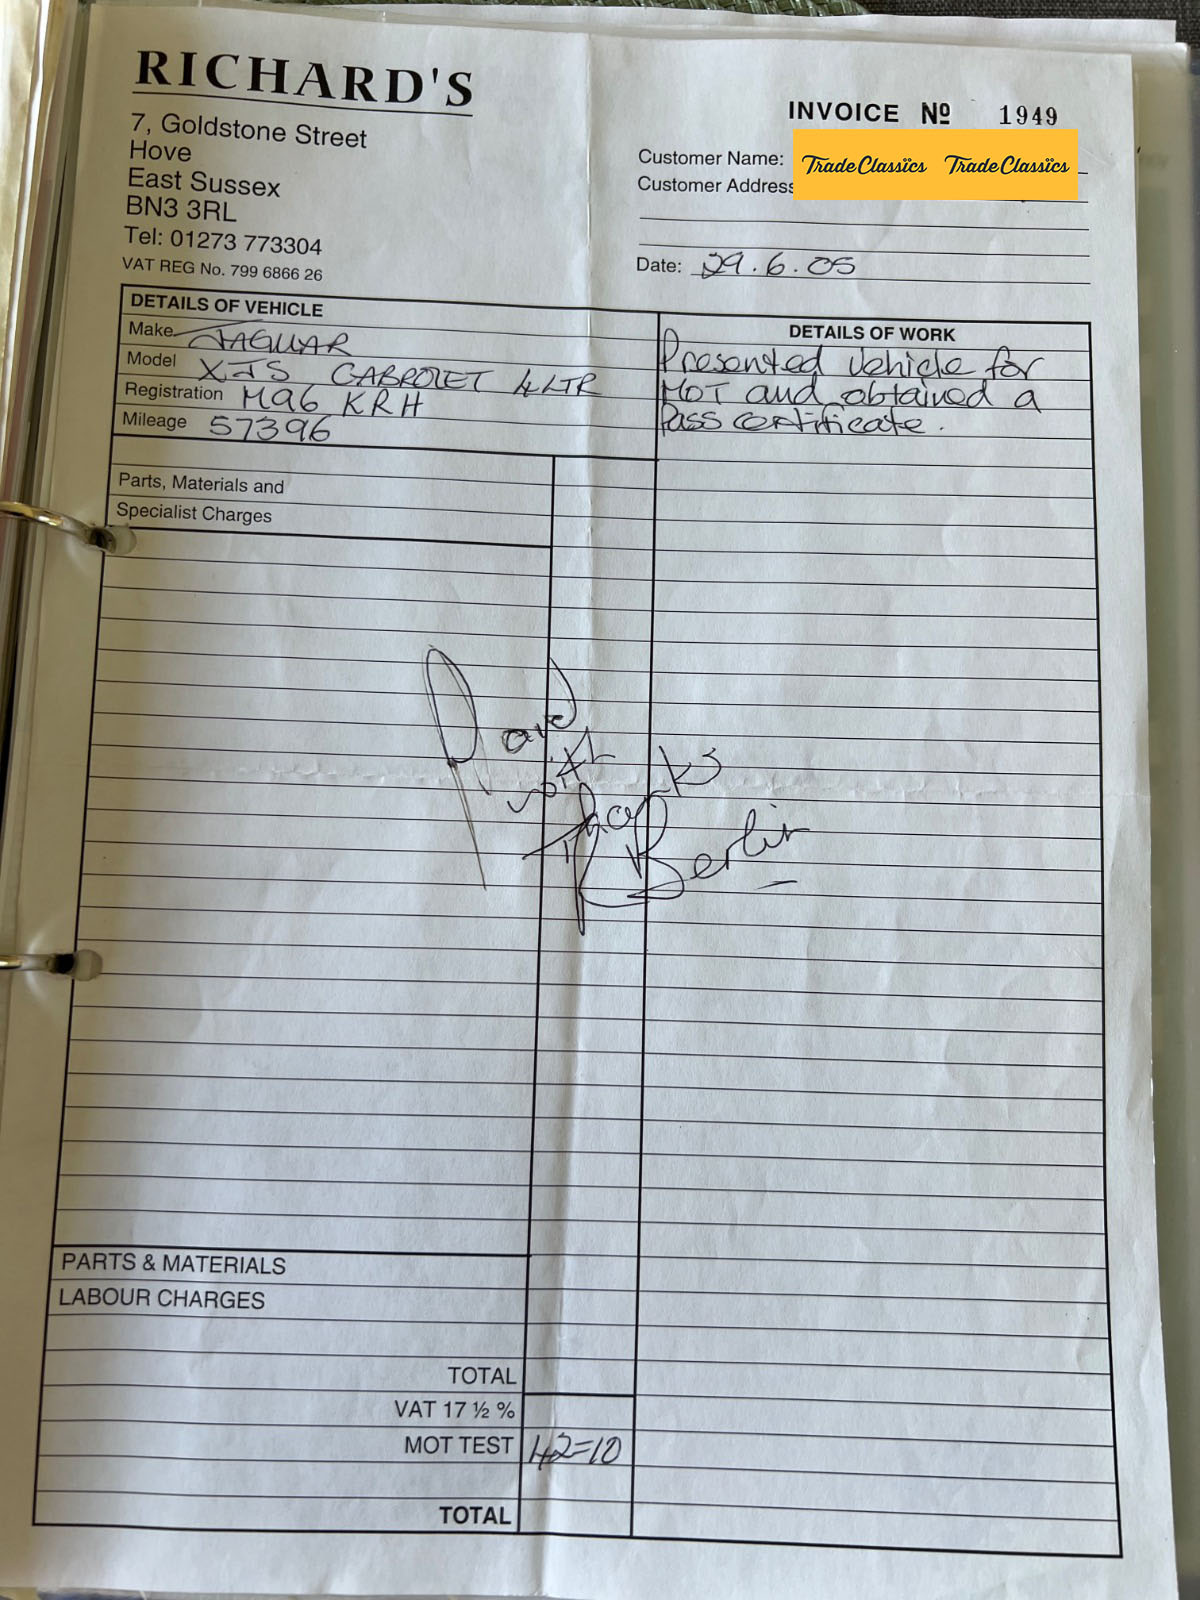 RICHARD'S
7, Goldstone Street
Hove
East Sussex
BN3 3RL
Tel: 01273 773304
VAT REG No. 799 6866 26
INVOICE Nº 1949
Customer Name: TradeClassics TradeClassics
Customer Address
Date: 29.6.05
DETAILS OF VEHICLE
Make JAGUAR
Model XJS CABROLET 4 LTR
Registration M96 KRH
Mileage 57396
DETAILS OF WORK
Presented vehicle for
MOT and obtained a
Pass certificate.
Parts, Materials and
Specialist Charges
Paid
with
Thanks
R Berlin
PARTS & MATERIALS
LABOUR CHARGES
TOTAL
VAT 17 ½ %
MOT TEST 42=10
TOTAL